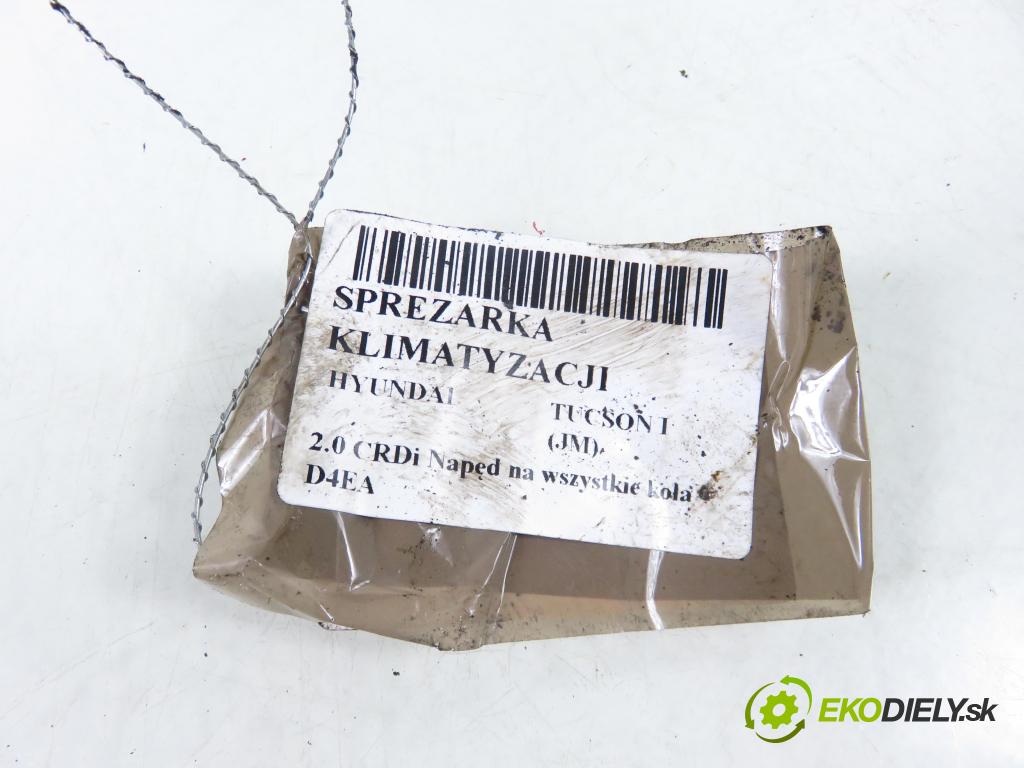 SPREZARKA
KLIMATYZACJI
HYUNDAI
TUCSON I
(JM)
2.0 CRDi Napęd na wszystkie koła
D4EA
EKODIELY.sk